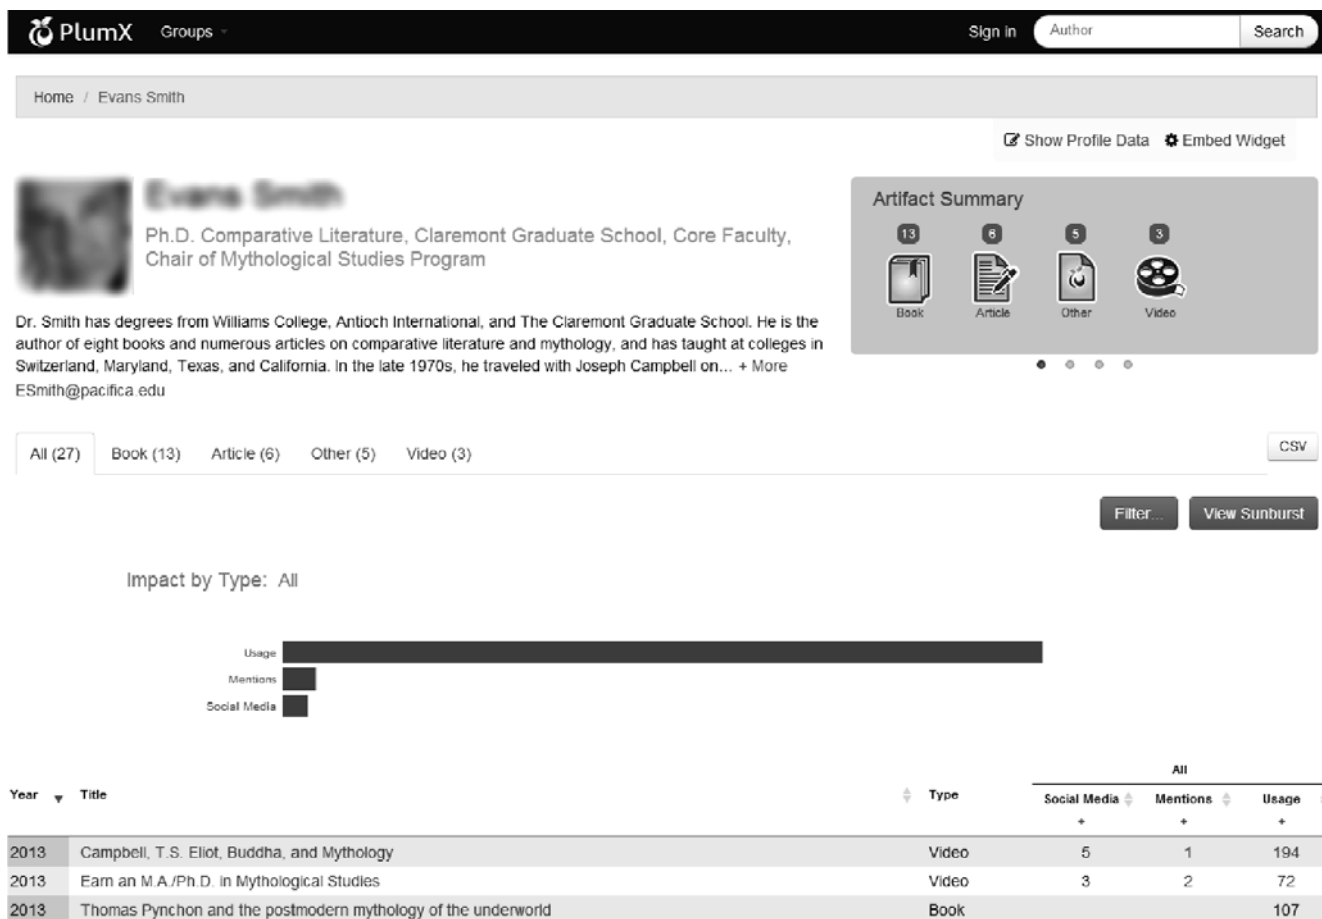 PlumX Groups Sign in Author Search
Home / Evans Smith
Show Profile Data Embed Widget
Evans Smith
Ph.D. Comparative Literature, Claremont Graduate School, Core Faculty,
Chair of Mythological Studies Program
Dr. Smith has degrees from Williams College, Antioch International, and The Claremont Graduate School. He is the
author of eight books and numerous articles on comparative literature and mythology, and has taught at colleges in
Switzerland, Maryland, Texas, and California. In the late 1970s, he traveled with Joseph Campbell on... + More
ESmith@pacifica.edu
Artifact Summary
13 6 5 3
Book Article Other Video
All (27) Book (13) Article (6) Other (5) Video (3) CSV
Filter... View Sunburst
Impact by Type: All
Usage
Mentions
Social Media
All
Year Title Type Social Media Mentions Usage
+ + +
2013 Campbell, T.S. Eliot, Buddha, and Mythology Video 5 1 194
2013 Earn an M.A./Ph.D. in Mythological Studies Video 3 2 72
2013 Thomas Pynchon and the postmodern mythology of the underworld Book 107